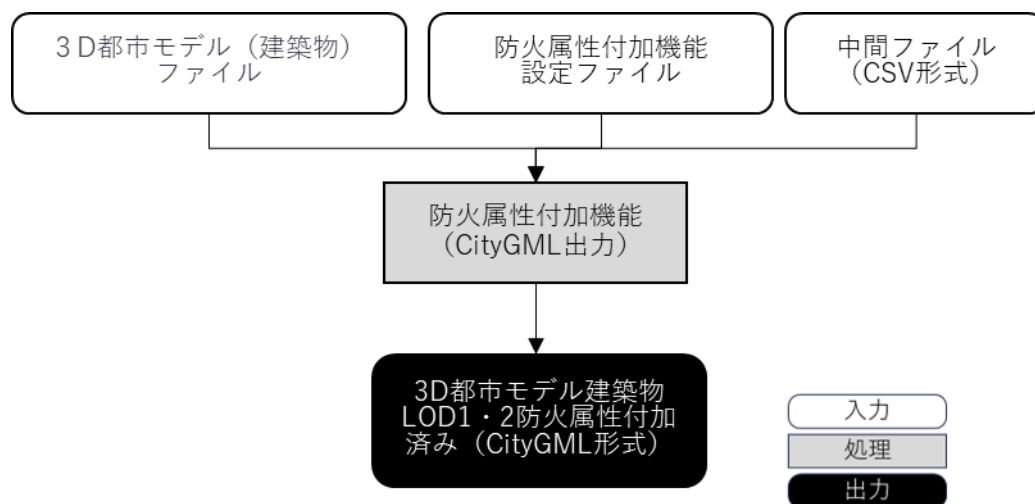 ３Ｄ都市モデル（建築物）
ファイル
防火属性付加機能
設定ファイル
中間ファイル
（CSV形式）
防火属性付加機能
（CityGML出力）
3D都市モデル建築物
LOD1・2防火属性付加
済み（CityGML形式）
入力
処理
出力